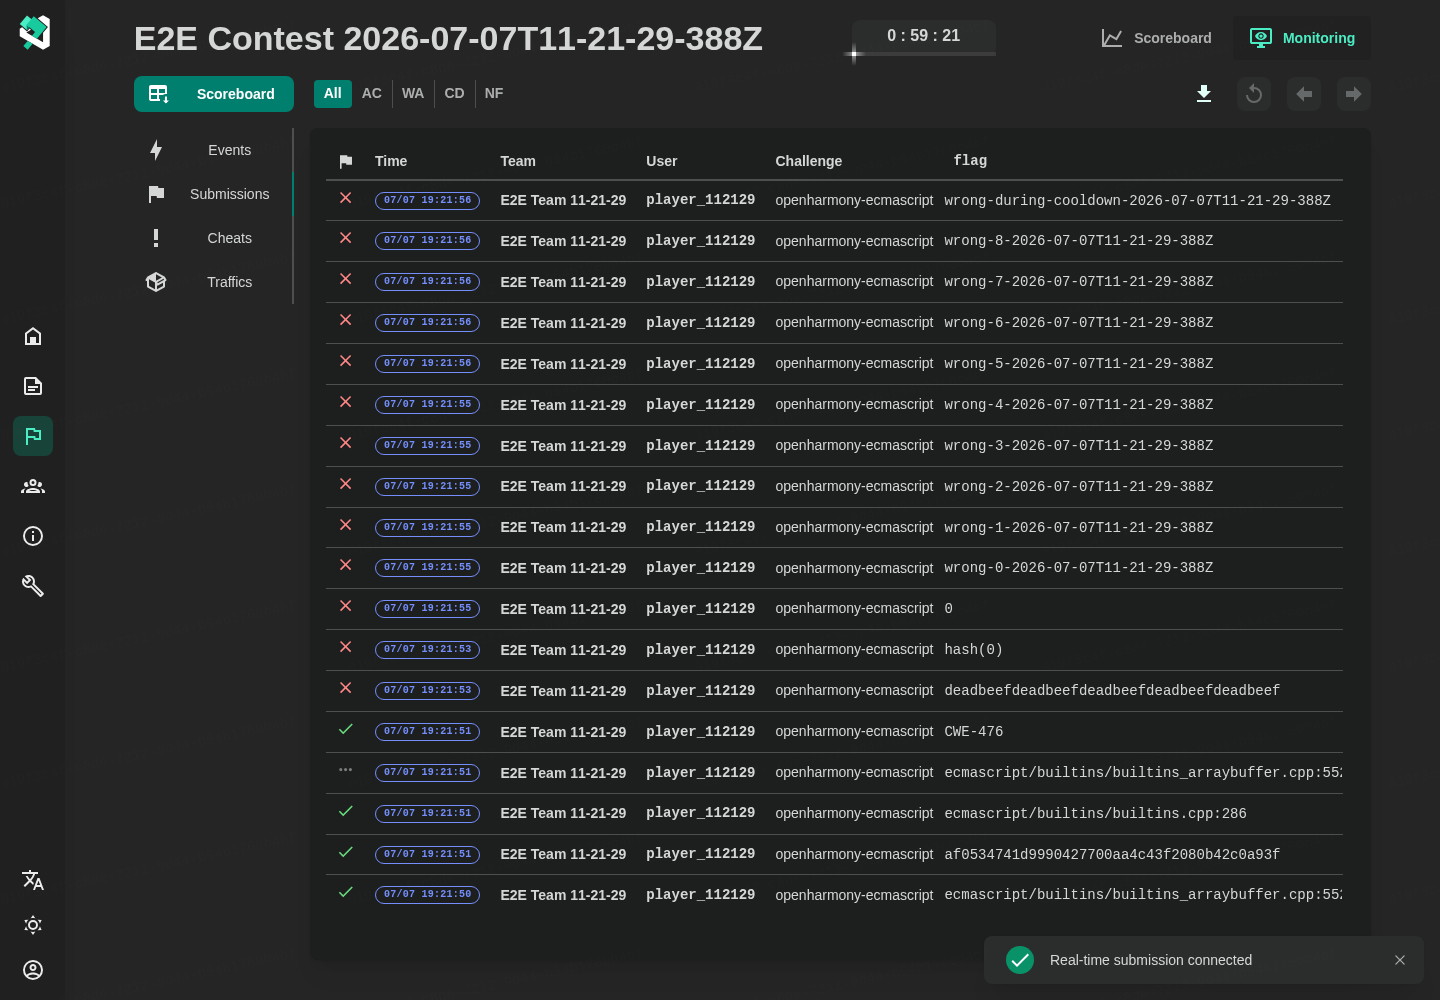 E2E Contest 2026-07-07T11-21-29-388Z
0 : 59 : 21
Scoreboard
Monitoring
Scoreboard
All AC WA CD NF
Events
Submissions
Cheats
Traffics
Time Team User Challenge flag
07/07 19:21:56 E2E Team 11-21-29 player_112129 openharmony-ecmascript wrong-during-cooldown-2026-07-07T11-21-29-388Z
07/07 19:21:56 E2E Team 11-21-29 player_112129 openharmony-ecmascript wrong-8-2026-07-07T11-21-29-388Z
07/07 19:21:56 E2E Team 11-21-29 player_112129 openharmony-ecmascript wrong-7-2026-07-07T11-21-29-388Z
07/07 19:21:56 E2E Team 11-21-29 player_112129 openharmony-ecmascript wrong-6-2026-07-07T11-21-29-388Z
07/07 19:21:56 E2E Team 11-21-29 player_112129 openharmony-ecmascript wrong-5-2026-07-07T11-21-29-388Z
07/07 19:21:55 E2E Team 11-21-29 player_112129 openharmony-ecmascript wrong-4-2026-07-07T11-21-29-388Z
07/07 19:21:55 E2E Team 11-21-29 player_112129 openharmony-ecmascript wrong-3-2026-07-07T11-21-29-388Z
07/07 19:21:55 E2E Team 11-21-29 player_112129 openharmony-ecmascript wrong-2-2026-07-07T11-21-29-388Z
07/07 19:21:55 E2E Team 11-21-29 player_112129 openharmony-ecmascript wrong-1-2026-07-07T11-21-29-388Z
07/07 19:21:55 E2E Team 11-21-29 player_112129 openharmony-ecmascript wrong-0-2026-07-07T11-21-29-388Z
07/07 19:21:55 E2E Team 11-21-29 player_112129 openharmony-ecmascript 0
07/07 19:21:53 E2E Team 11-21-29 player_112129 openharmony-ecmascript hash(0)
07/07 19:21:53 E2E Team 11-21-29 player_112129 openharmony-ecmascript deadbeefdeadbeefdeadbeefdeadbeefdeadbeef
07/07 19:21:51 E2E Team 11-21-29 player_112129 openharmony-ecmascript CWE-476
07/07 19:21:51 E2E Team 11-21-29 player_112129 openharmony-ecmascript ecmascript/builtins/builtins_arraybuffer.cpp:552
07/07 19:21:51 E2E Team 11-21-29 player_112129 openharmony-ecmascript ecmascript/builtins/builtins.cpp:286
07/07 19:21:51 E2E Team 11-21-29 player_112129 openharmony-ecmascript af0534741d9990427700aa4c43f2080b42c0a93f
07/07 19:21:50 E2E Team 11-21-29 player_112129 openharmony-ecmascript ecmascript/builtins/builtins_arraybuffer.cpp:552
Real-time submission connected